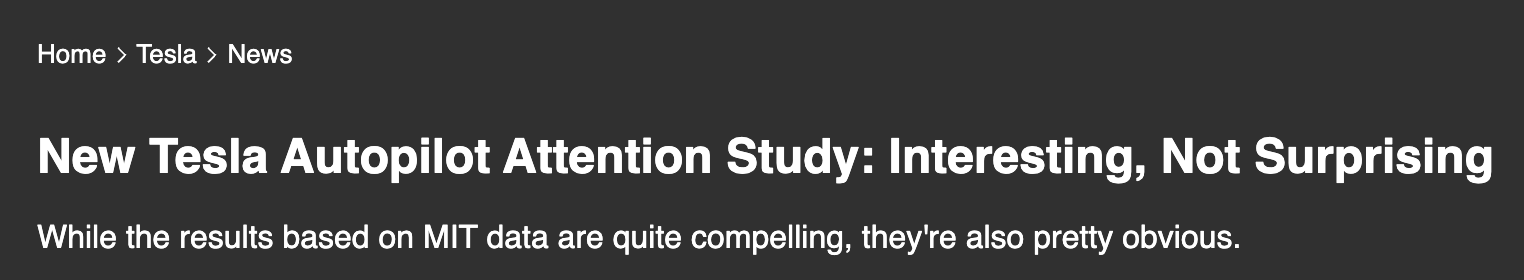 Home > Tesla > News
New Tesla Autopilot Attention Study: Interesting, Not Surprising
While the results based on MIT data are quite compelling, they're also pretty obvious.